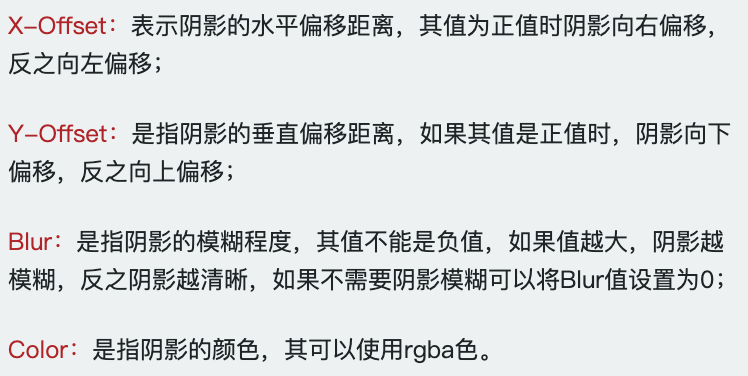 X-Offset：表示阴影的水平偏移距离，其值为正值时阴影向右偏移，
反之向左偏移；
Y-Offset：是指阴影的垂直偏移距离，如果其值是正值时，阴影向下
偏移，反之向上偏移；
Blur：是指阴影的模糊程度，其值不能是负值，如果值越大，阴影越
模糊，反之阴影越清晰，如果不需要阴影模糊可以将Blur值设置为0；
Color：是指阴影的颜色，其可以使用rgba色。